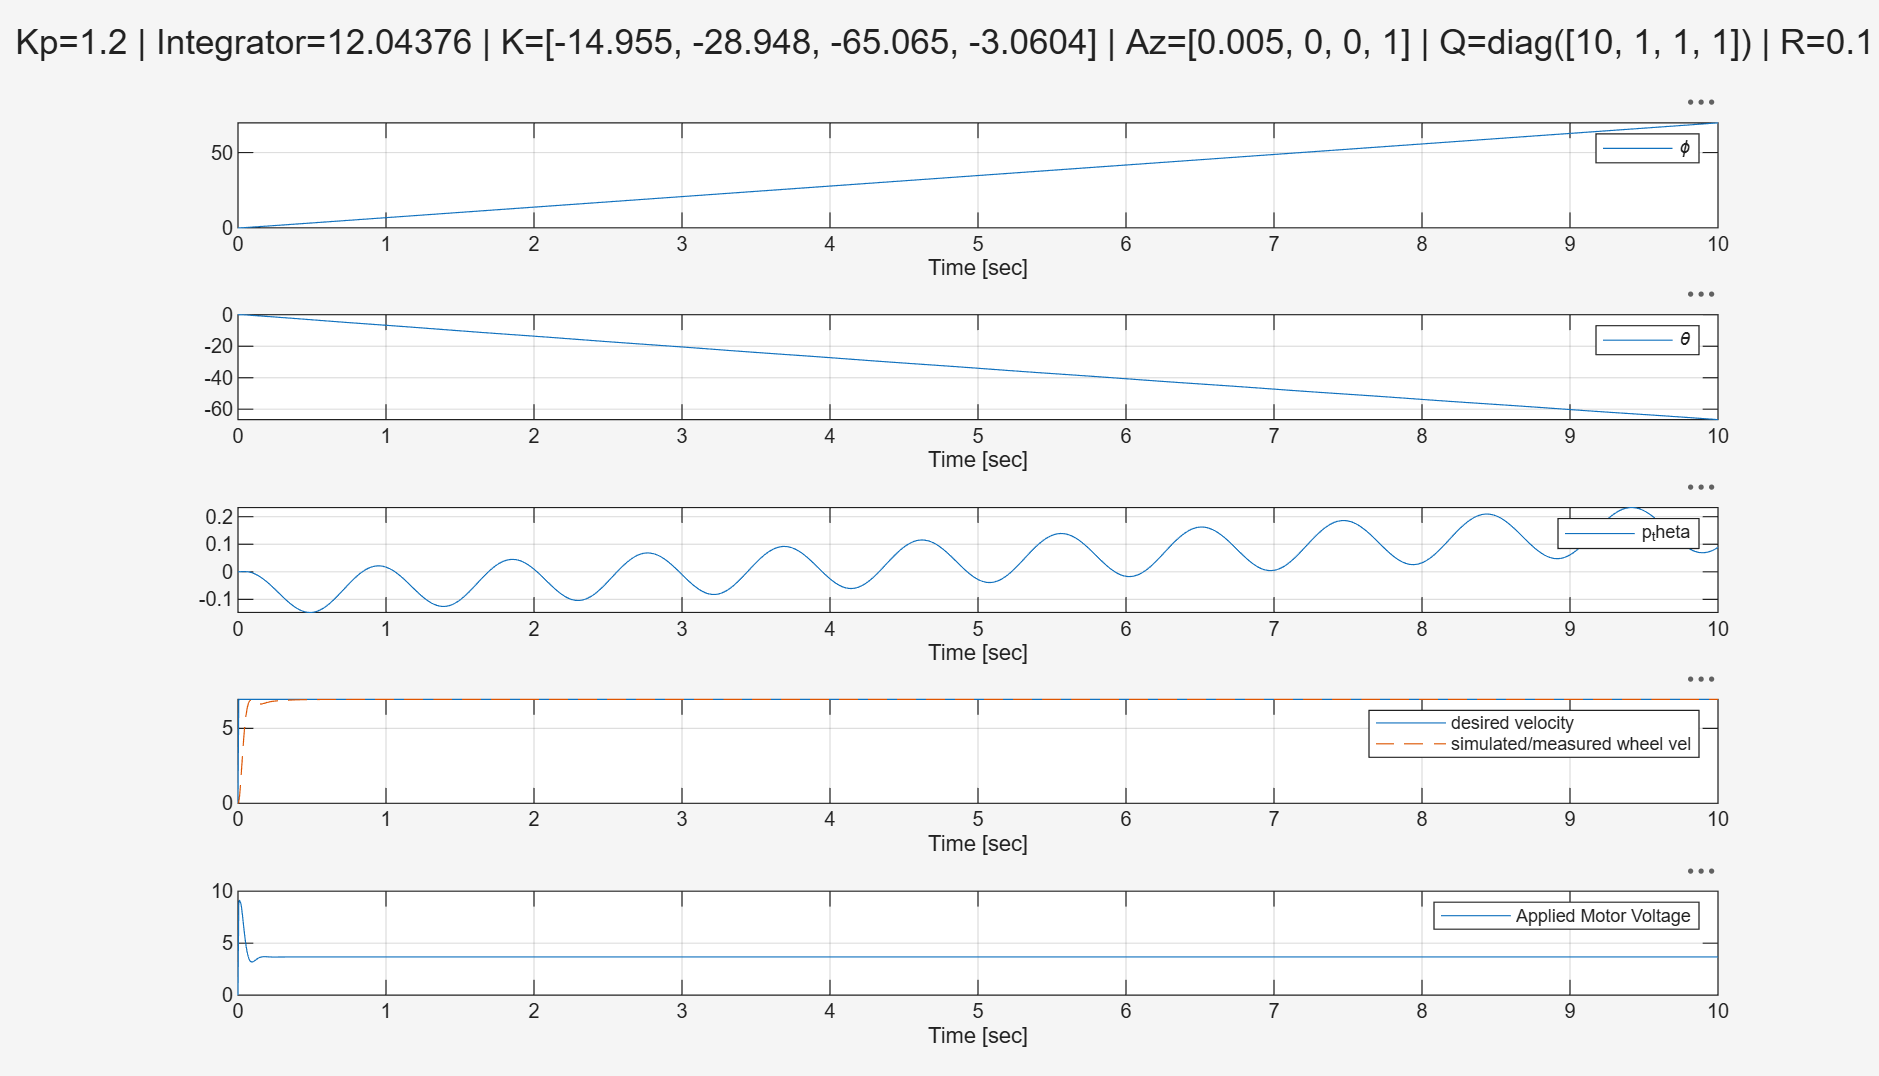 Kp=1.2 | Integrator=12.04376 | K=[-14.955, -28.948, -65.065, -3.0604] | Az=[0.005, 0, 0, 1] | Q=diag([10, 1, 1, 1]) | R=0.1
50
0
ϕ
0 1 2 3 4 5 6 7 8 9 10
Time [sec]
0
-20
-40
-60
θ
0 1 2 3 4 5 6 7 8 9 10
Time [sec]
0.2
0.1
0
-0.1
pₜheta
0 1 2 3 4 5 6 7 8 9 10
Time [sec]
5
0
desired velocity
simulated/measured wheel vel
0 1 2 3 4 5 6 7 8 9 10
Time [sec]
10
5
0
Applied Motor Voltage
0 1 2 3 4 5 6 7 8 9 10
Time [sec]